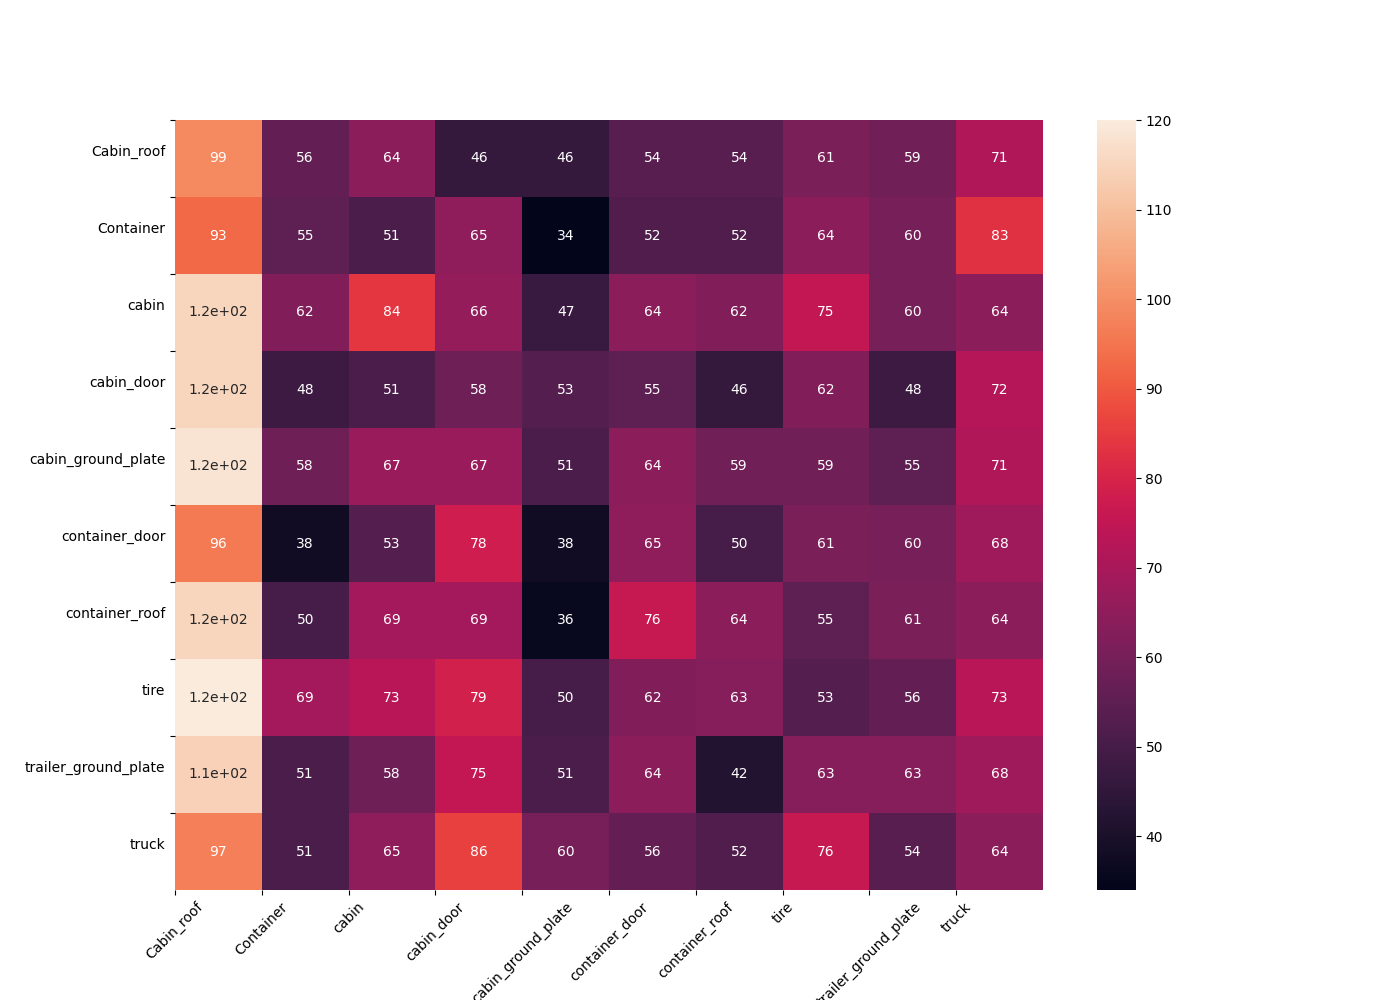 Cabin_roof 99 56 64 46 46 54 54 61 59 71
Container 93 55 51 65 34 52 52 64 60 83
cabin 1.2e+02 62 84 66 47 64 62 75 60 64
cabin_door 1.2e+02 48 51 58 53 55 46 62 48 72
cabin_ground_plate 1.2e+02 58 67 67 51 64 59 59 55 71
container_door 96 38 53 78 38 65 50 61 60 68
container_roof 1.2e+02 50 69 69 36 76 64 55 61 64
tire 1.2e+02 69 73 79 50 62 63 53 56 73
trailer_ground_plate 1.1e+02 51 58 75 51 64 42 63 63 68
truck 97 51 65 86 60 56 52 76 54 64
Cabin_roof Container cabin cabin_door cabin_ground_plate container_door container_roof tire trailer_ground_plate truck
120
110
100
90
80
70
60
50
40